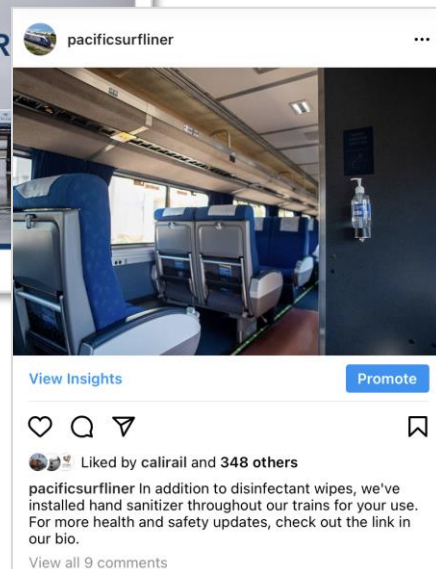 R
pacificsurfliner
View Insights
Promote
Liked by calirail and 348 others
pacificsurfliner In addition to disinfectant wipes, we've
installed hand sanitizer throughout our trains for your use.
For more health and safety updates, check out the link in
our bio.
View all 9 comments